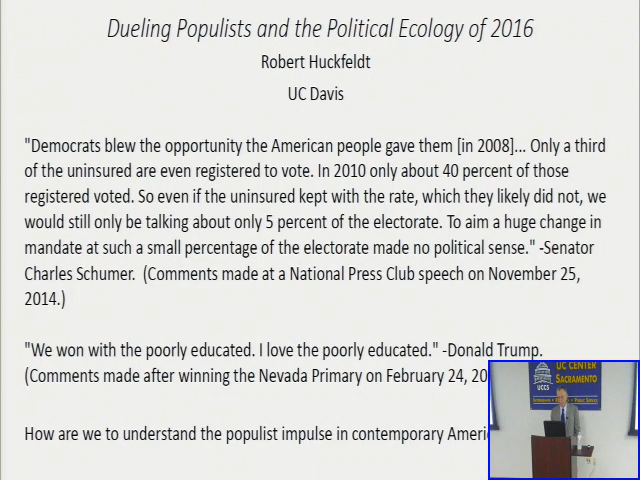 Dueling Populists and the Political Ecology of 2016
Robert Huckfeldt
UC Davis
"Democrats blew the opportunity the American people gave them [in 2008]... Only a third
of the uninsured are even registered to vote. In 2010 only about 40 percent of those
registered voted. So even if the uninsured kept with the rate, which they likely did not, we
would still only be talking about only 5 percent of the electorate. To aim a huge change in
mandate at such a small percentage of the electorate made no political sense." -Senator
Charles Schumer. (Comments made at a National Press Club speech on November 25,
2014.)
"We won with the poorly educated. I love the poorly educated." -Donald Trump.
(Comments made after winning the Nevada Primary on February 24, 20
How are we to understand the populist impulse in contemporary Ameri
UC CENTER
SACRAMENTO
UCCS